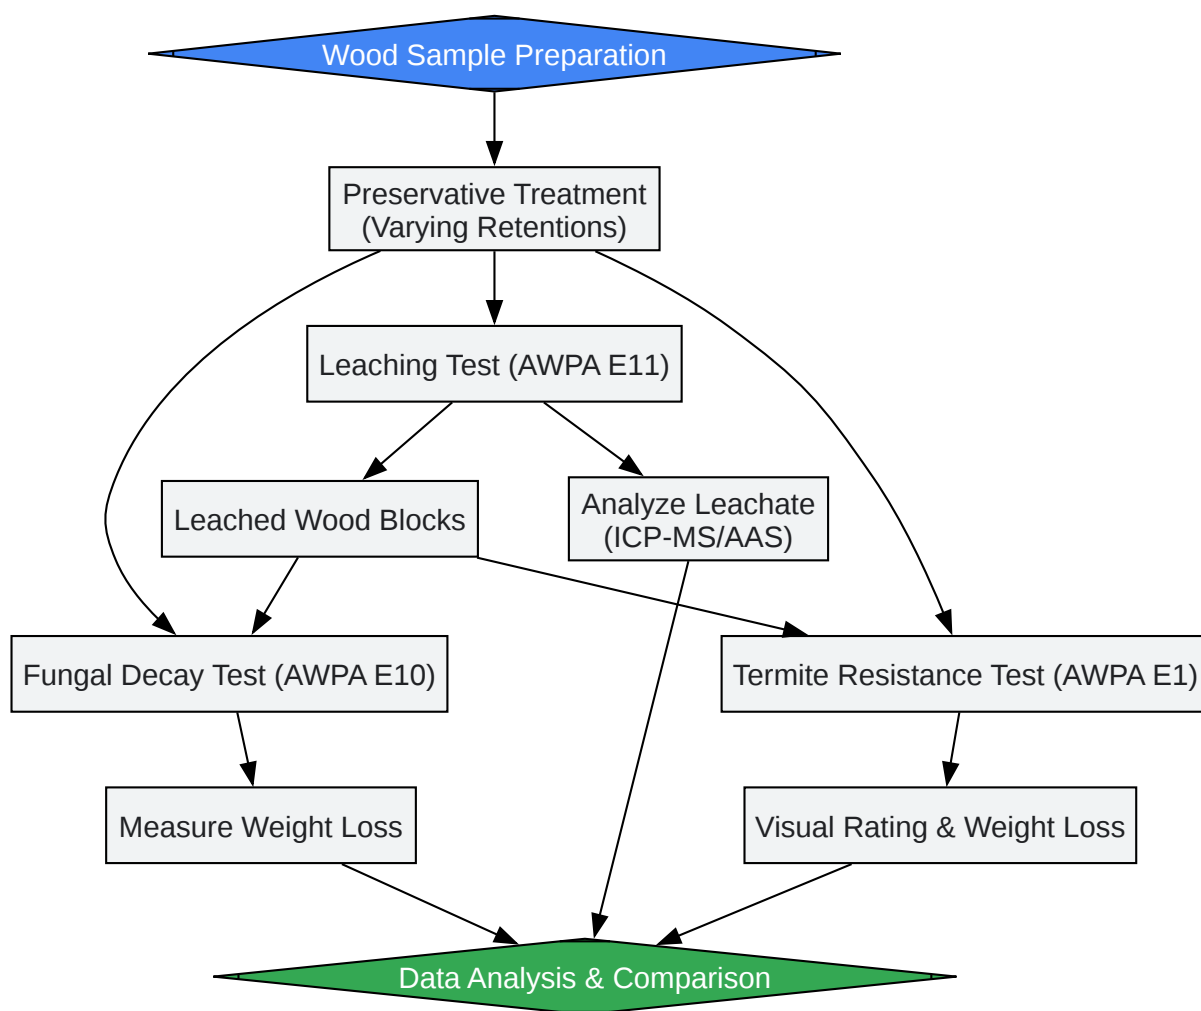 Wood Sample Preparation
Preservative Treatment
(Varying Retentions)
Leaching Test (AWPA E11)
Leached Wood Blocks
Analyze Leachate
(ICP-MS/AAS)
Fungal Decay Test (AWPA E10)
Termite Resistance Test (AWPA E1)
Measure Weight Loss
Visual Rating & Weight Loss
Data Analysis & Comparison